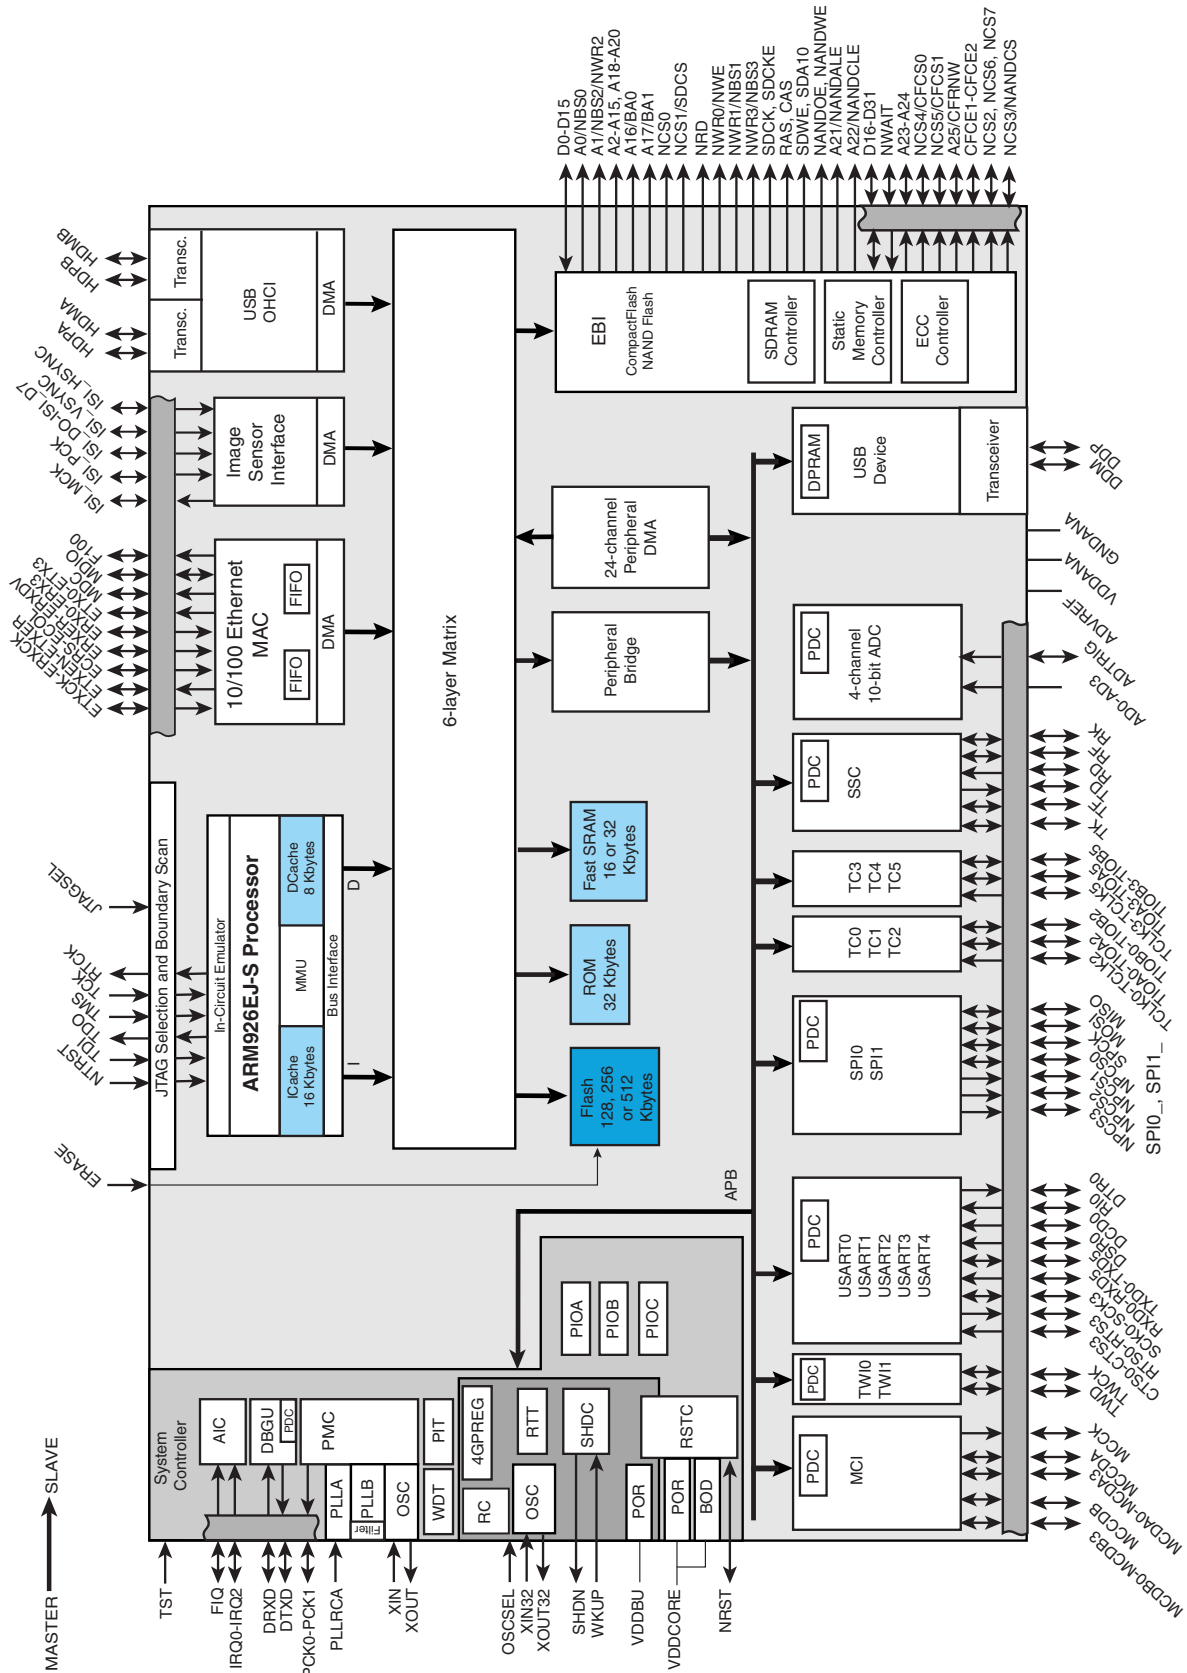 MASTER
SLAVE
HDPA
HDMA
HDPB
HDMB
Transc.
Transc.
USB
OHCI
DMA
ISI_MCK
ISI_PCK
ISI_DO-ISI_D7
ISI_VSYNC
ISI_HSYNC
Image
Sensor
Interface
DMA
ETXCK-ERXCK
ETXEN-ETXER
ECRS-ECOL
ERXER-ERXDV
ERX0-ERX3
ETX0-ETX3
MDC
MDIO
F100
10/100 Ethernet
MAC
FIFO
FIFO
DMA
JTAGSEL
NTRST
TDI
TDO
TMS
TCK
RTCK
JTAG Selection and Boundary Scan
In-Circuit Emulator
ARM926EJ-S Processor
ICache
16 Kbytes
MMU
DCache
8 Kbytes
Bus Interface
I
D
ERASE
6-layer Matrix
System
Controller
TST
FIQ
IRQ0-IRQ2
DRXD
DTXD
PCK0-PCK1
PLLRCA
XIN
XOUT
OSCSEL
XIN32
XOUT32
SHDN
WKUP
VDDBU
VDDCORE
NRST
AIC
DBGU
PDC
PMC
PLLA
PLLB
Filter
OSC
WDT
PIT
4GPREG
RC
RTT
OSC
SHDC
POR
RSTC
POR
BOD
PIOA
PIOB
PIOC
Flash
128, 256
or 512
Kbytes
ROM
32 Kbytes
Fast SRAM
16 or 32
Kbytes
Peripheral
Bridge
24-channel
Peripheral
DMA
APB
EBI
CompactFlash
NAND Flash
SDRAM
Controller
Static
Memory
Controller
ECC
Controller
D0-D15
A0/NBS0
A1/NBS2/NWR2
A2-A15, A18-A20
A16/BA0
A17/BA1
NCS0
NCS1/SDCS
NRD
NWR0/NWE
NWR1/NBS1
NWR3/NBS3
SDCK, SDCKE
RAS, CAS
SDWE, SDA10
NANDOE, NANDWE
A21/NANDALE
A22/NANDCLE
D16-D31
NWAIT
A23-A24
NCS4/CFCS0
NCS5/CFCS1
A25/CFRNW
CFCE1-CFCE2
NCS2, NCS6, NCS7
NCS3/NANDCS
PDC
MCI
PDC
TWI0
TWI1
PDC
USART0
USART1
USART2
USART3
USART4
PDC
SPI0
SPI1
TC0
TC1
TC2
TC3
TC4
TC5
PDC
SSC
PDC
4-channel
10-bit ADC
DPRAM
USB
Device
Transceiver
MCDB0-MCDB3
MCCDB
MCDA0-MCDA3
MCCDA
MCCK
TWD
TWCK
CTS0-CTS3
RTS0-RTS3
SCK0-SCK3
RXD0-RXD5
TXD0-TXD5
DSR0
DCD0
RI0
DTR0
NPCS3
NPCS2
NPCS1
NPCS0
SPCK
MOSI
MISO
SPI0_, SPI1_
TCLK0-TCLK2
TIOA0-TIOA2
TIOB0-TIOB2
TCLK3-TCLK5
TIOA3-TIOA5
TIOB3-TIOB5
TK
TF
TD
RD
RF
RK
AD0-AD3
ADTRIG
ADVREF
VDDANA
GNDANA
DDM
DDP